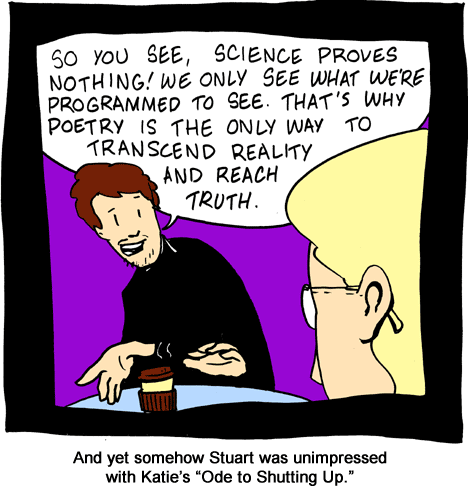 SO YOU SEE, SCIENCE PROVES
NOTHING! WE ONLY SEE WHAT WE'RE
PROGRAMMED TO SEE. THAT'S WHY
POETRY IS THE ONLY WAY TO
TRANSCEND REALITY
AND REACH
TRUTH.
And yet somehow Stuart was unimpressed
with Katie's “Ode to Shutting Up.”